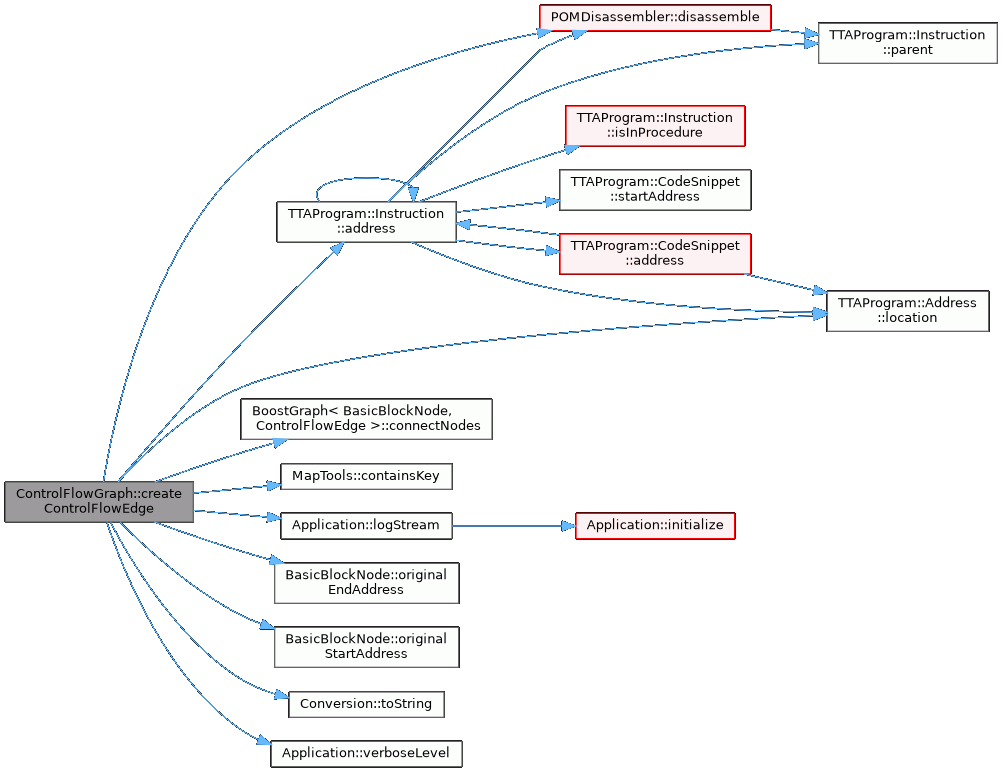 POMDisassembler::disassemble
TTAProgram::Instruction
::parent
TTAProgram::Instruction
::isInProcedure
TTAProgram::CodeSnippet
::startAddress
TTAProgram::Instruction
::address
TTAProgram::CodeSnippet
::address
TTAProgram::Address
::location
BoostGraph< BasicBlockNode,
ControlFlowEdge >::connectNodes
MapTools::containsKey
ControlFlowGraph::create
ControlFlowEdge
Application::logStream
Application::initialize
BasicBlockNode::original
EndAddress
BasicBlockNode::original
StartAddress
Conversion::toString
Application::verboseLevel